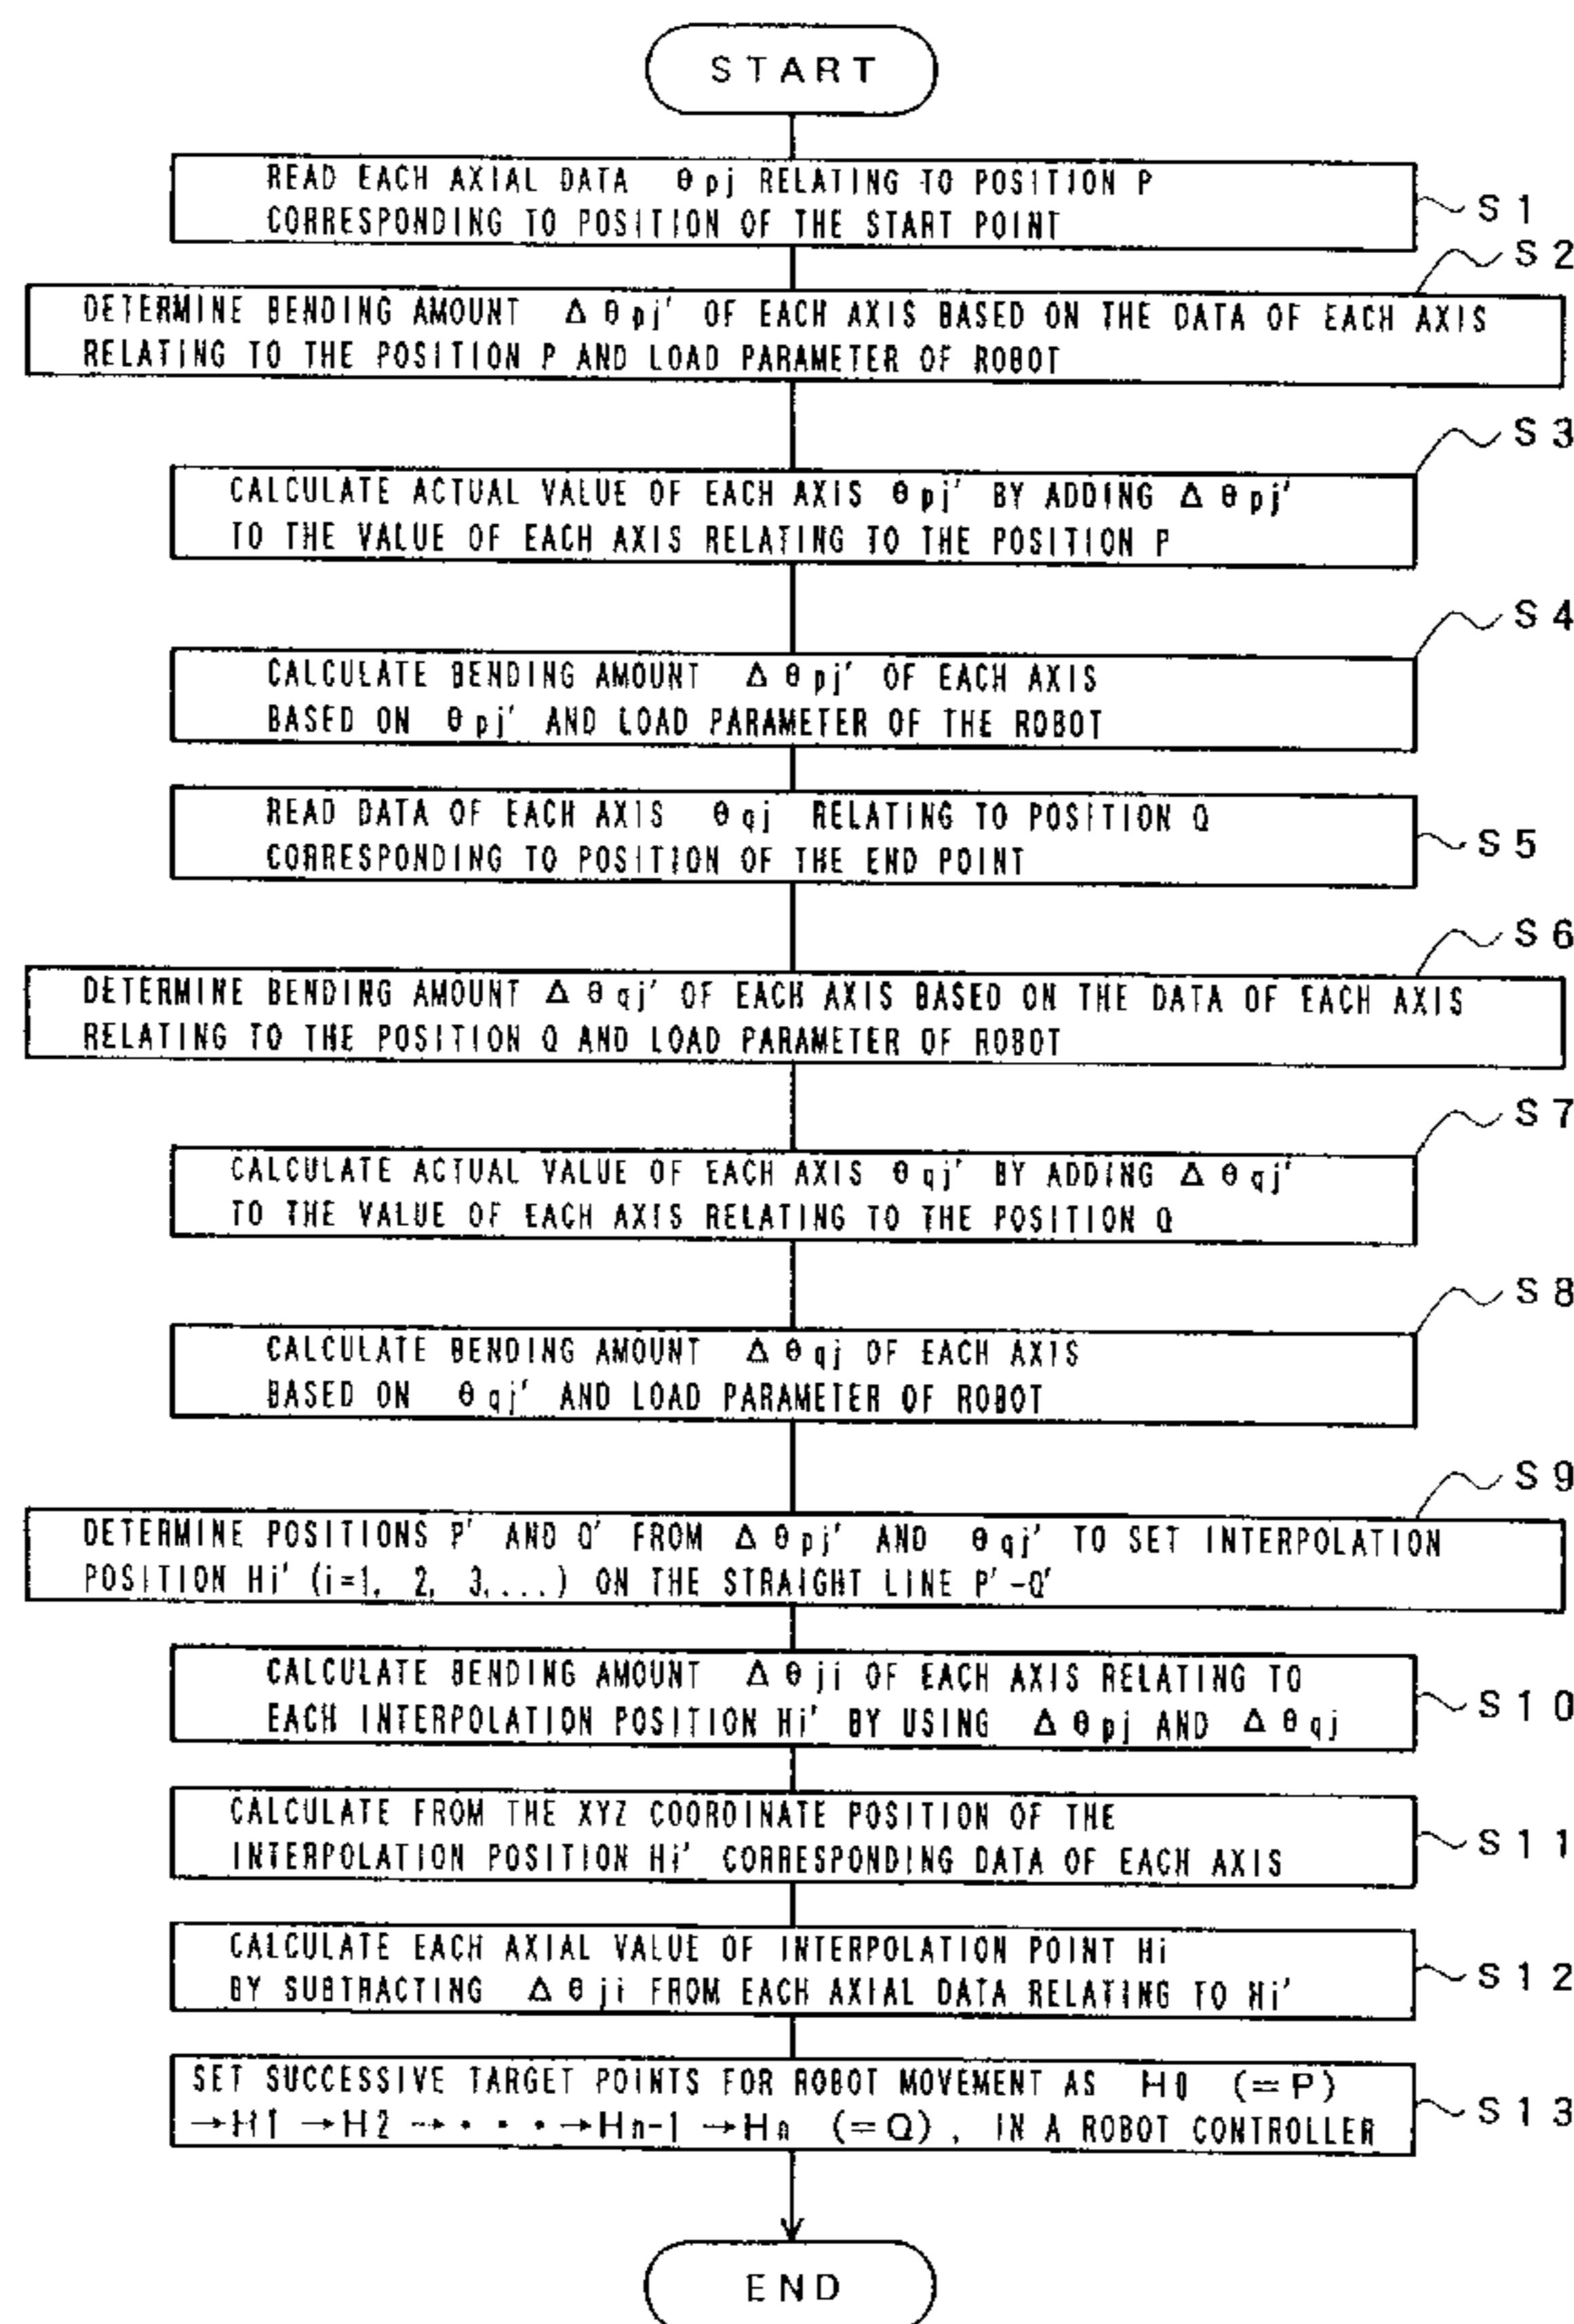 START
READ EACH AXIAL DATA θpj RELATING TO POSITION P
CORRESPONDING TO POSITION OF THE START POINT
S1
S2
DETERMINE BENDING AMOUNT Δθpj' OF EACH AXIS BASED ON THE DATA OF EACH AXIS
RELATING TO THE POSITION P AND LOAD PARAMETER OF ROBOT
S3
CALCULATE ACTUAL VALUE OF EACH AXIS θpj' BY ADDING Δθpj'
TO THE VALUE OF EACH AXIS RELATING TO THE POSITION P
S4
CALCULATE BENDING AMOUNT Δθpj' OF EACH AXIS
BASED ON θpj' AND LOAD PARAMETER OF THE ROBOT
READ DATA OF EACH AXIS θqj RELATING TO POSITION Q
CORRESPONDING TO POSITION OF THE END POINT
S5
S6
DETERMINE BENDING AMOUNT Δθqj' OF EACH AXIS BASED ON THE DATA OF EACH AXIS
RELATING TO THE POSITION Q AND LOAD PARAMETER OF ROBOT
S7
CALCULATE ACTUAL VALUE OF EACH AXIS θqj' BY ADDING Δθqj'
TO THE VALUE OF EACH AXIS RELATING TO THE POSITION Q
S8
CALCULATE BENDING AMOUNT Δθqj OF EACH AXIS
BASED ON θqj' AND LOAD PARAMETER OF ROBOT
S9
DETERMINE POSITIONS P' AND Q' FROM Δθpj' AND θqj' TO SET INTERPOLATION
POSITION Hi' (i=1, 2, 3,...) ON THE STRAIGHT LINE P'-Q'
CALCULATE BENDING AMOUNT Δθji OF EACH AXIS RELATING TO
EACH INTERPOLATION POSITION Hi' BY USING Δθpj AND Δθqj
S10
CALCULATE FROM THE XYZ COORDINATE POSITION OF THE
INTERPOLATION POSITION Hi' CORRESPONDING DATA OF EACH AXIS
S11
CALCULATE EACH AXIAL VALUE OF INTERPOLATION POINT Hi
BY SUBTRACTING Δθji FROM EACH AXIAL DATA RELATING TO Hi'
S12
SET SUCCESSIVE TARGET POINTS FOR ROBOT MOVEMENT AS H0 (=P)
→H1 →H2 →・・・→Hn-1 →Hn (=Q), IN A ROBOT CONTROLLER
S13
END